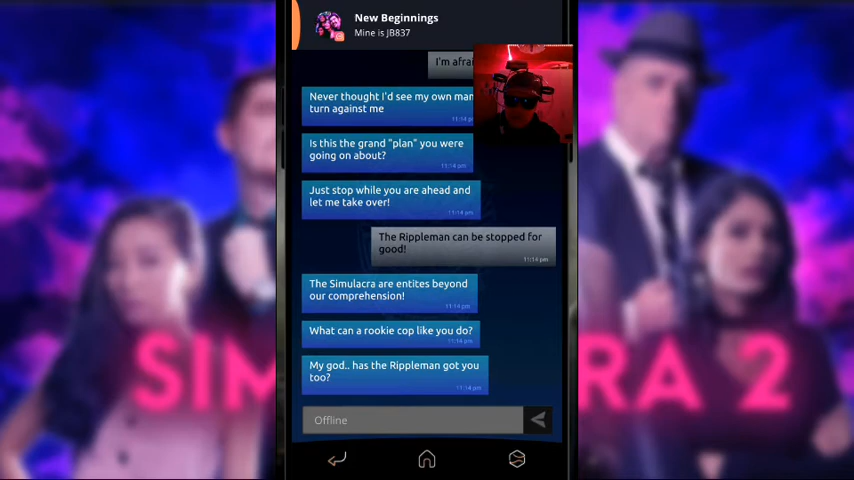 New Beginnings
Mine is JB837
I'm afrai
Never thought I'd see my own man
turn against me
11:14 p
Is this the grand "plan" you were
going on about?
11:14 pm
Just stop while you are ahead and
let me take over!
11:14 pm
The Rippleman can be stopped for
good!
11:14 pm
The Simulacra are entites beyond
our comprehension!
11:14 pm
What can a rookie cop like you do?
11:14 pm
My god.. has the Rippleman got you
too?
11:14 pm
Offline
SIM
RA 2